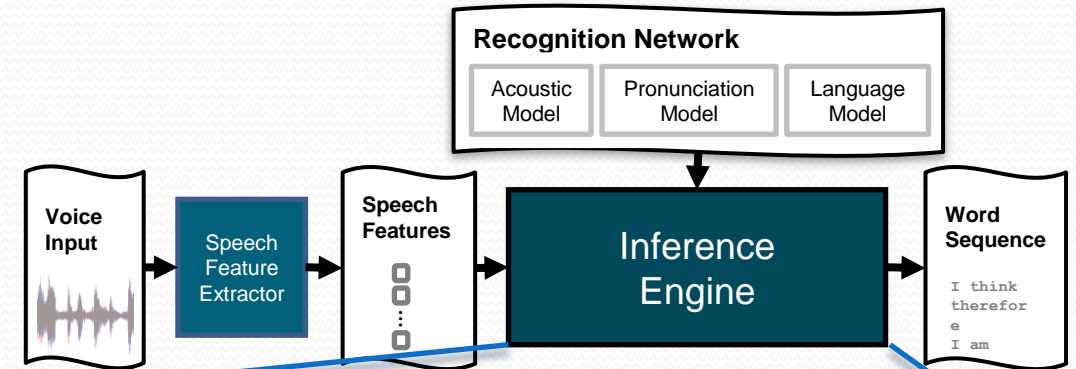 Recognition Network
Acoustic
Model
Pronunciation
Model
Language
Model
Voice
Input
Speech
Feature
Extractor
Speech
Features
Inference
Engine
Word
Sequence
I think
therefor
e
I am